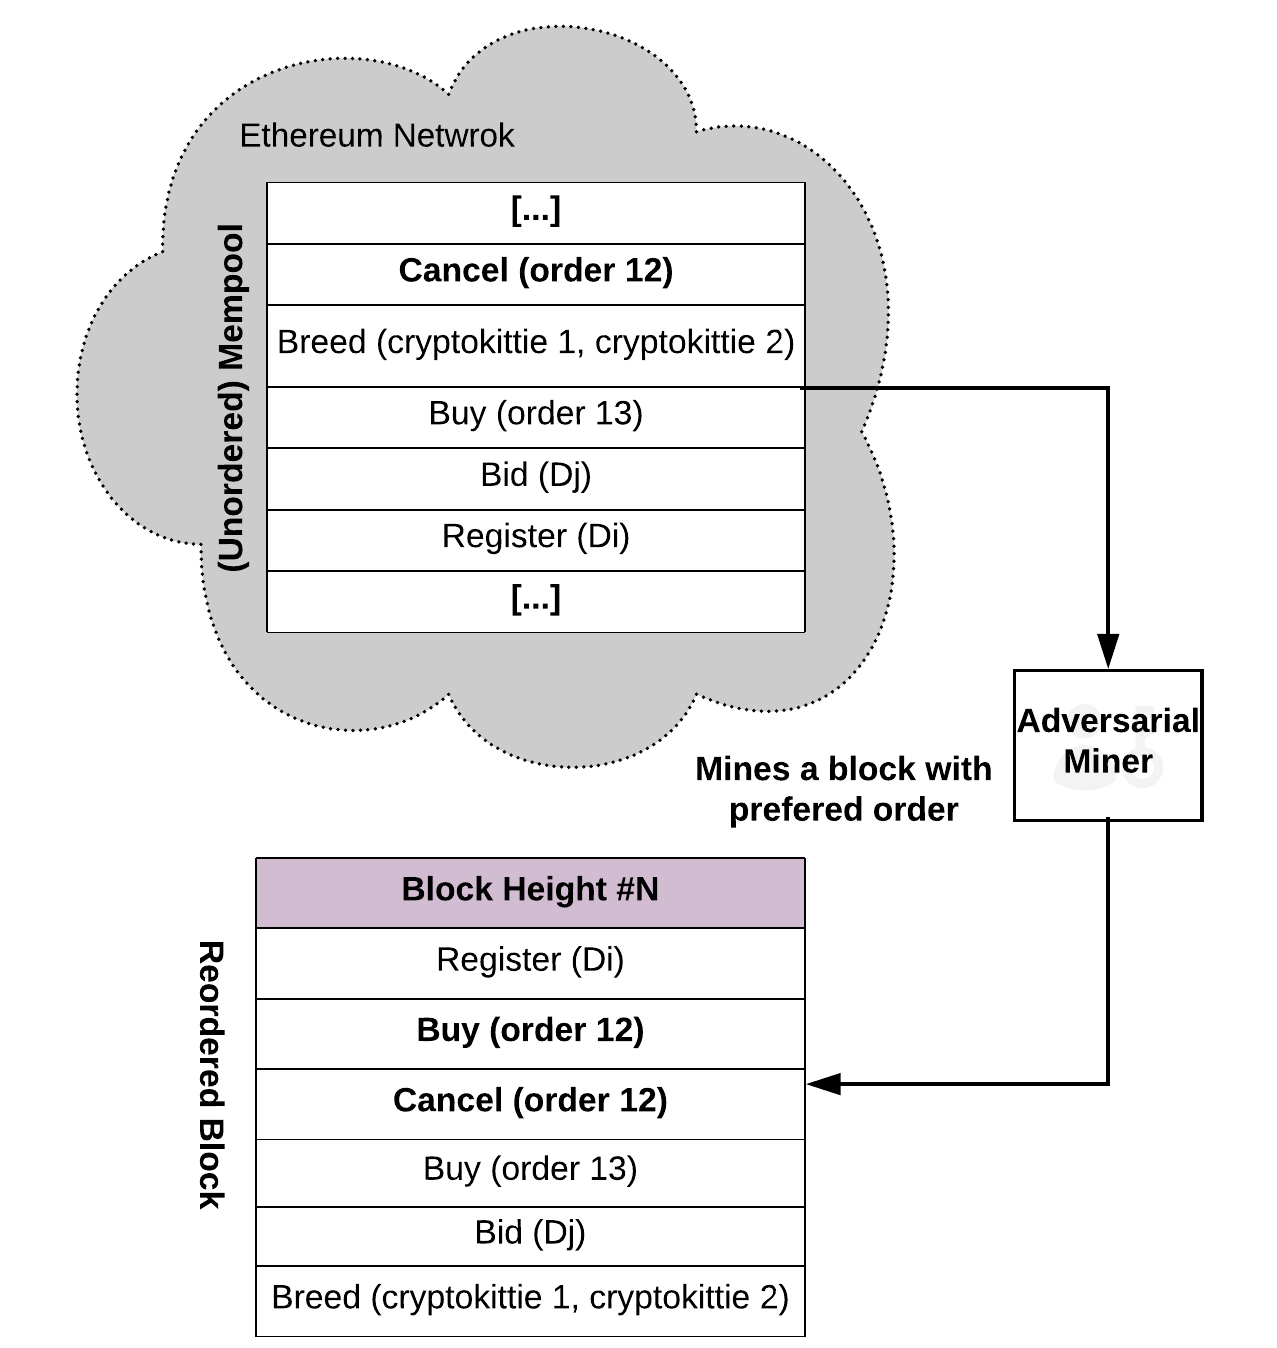 Ethereum Netwrok
(Unordered) Mempool
[...]
Cancel (order 12)
Breed (cryptokittie 1, cryptokittie 2)
Buy (order 13)
Bid (Dj)
Register (Di)
[...]
Adversarial
Miner
Mines a block with
prefered order
Reordered Block
Block Height #N
Register (Di)
Buy (order 12)
Cancel (order 12)
Buy (order 13)
Bid (Dj)
Breed (cryptokittie 1, cryptokittie 2)